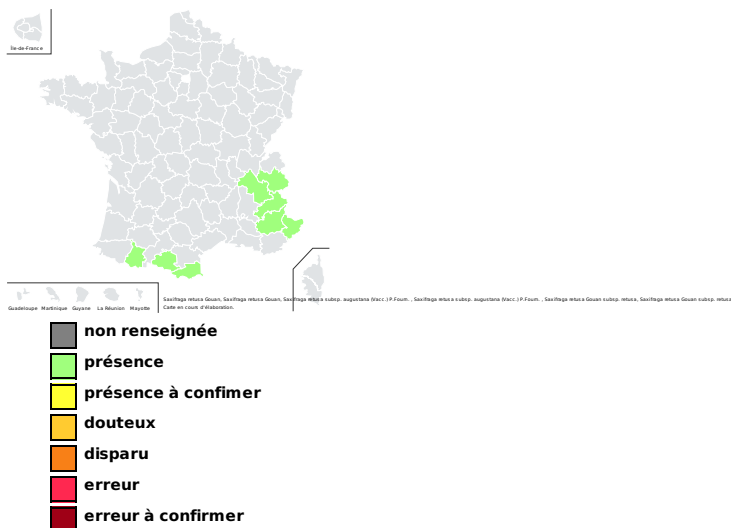 Île-de-France
Guadeloupe Martinique Guyane La Réunion Mayotte
Saxifraga retusa Gouan, Saxifraga retusa Gouan, Saxifraga retusa subsp. augustana (Vacc.) P.Fourn. , Saxifraga retusa subsp. augustana (Vacc.) P.Fourn. , Saxifraga retusa Gouan subsp. retusa, Saxifraga retusa Gouan subsp. retusa
Carte en cours d'élaboration.
non renseignée
présence
présence à confimer
douteux
disparu
erreur
erreur à confirmer